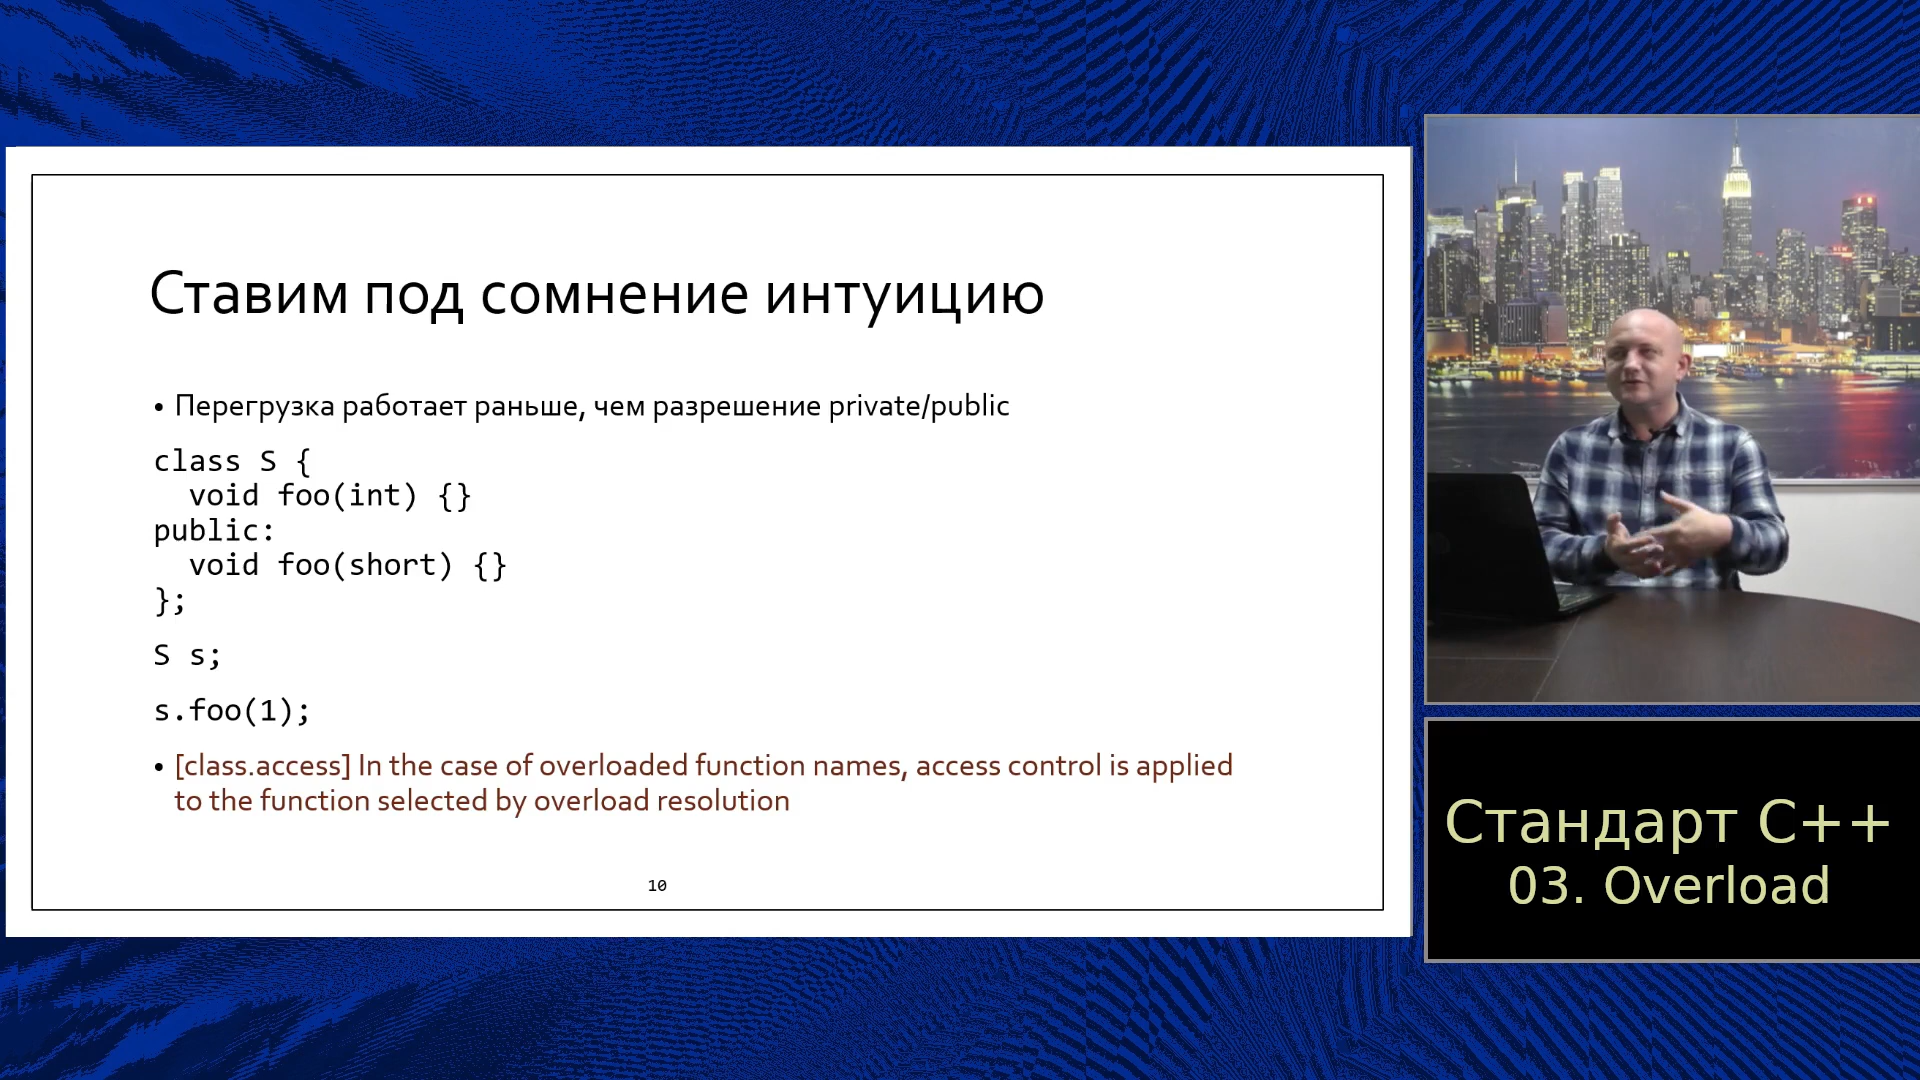 Ставим под сомнение интуицию
• Перегрузка работает раньше, чем разрешение private/public
class S {
  void foo(int) {}
public:
  void foo(short) {}
};
S s;
s.foo(1);
• [class.access] In the case of overloaded function names, access control is applied
to the function selected by overload resolution
10
Стандарт C++
03. Overload